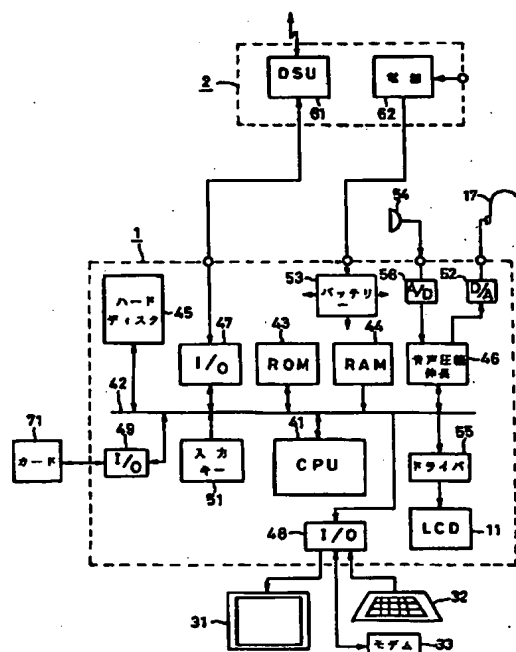 DSU
61
電源
62
2
54
17
1
ハード
ディスク
45
47
I/O
53
バッテリ
ー
56
A/D
52
D/A
43
ROM
44
RAM
音声圧縮
伸長
46
42
71
カード
49
I/O
入力
キー
51
41
CPU
55
ドライバ
LCD
11
48
I/O
31
32
モデム
33